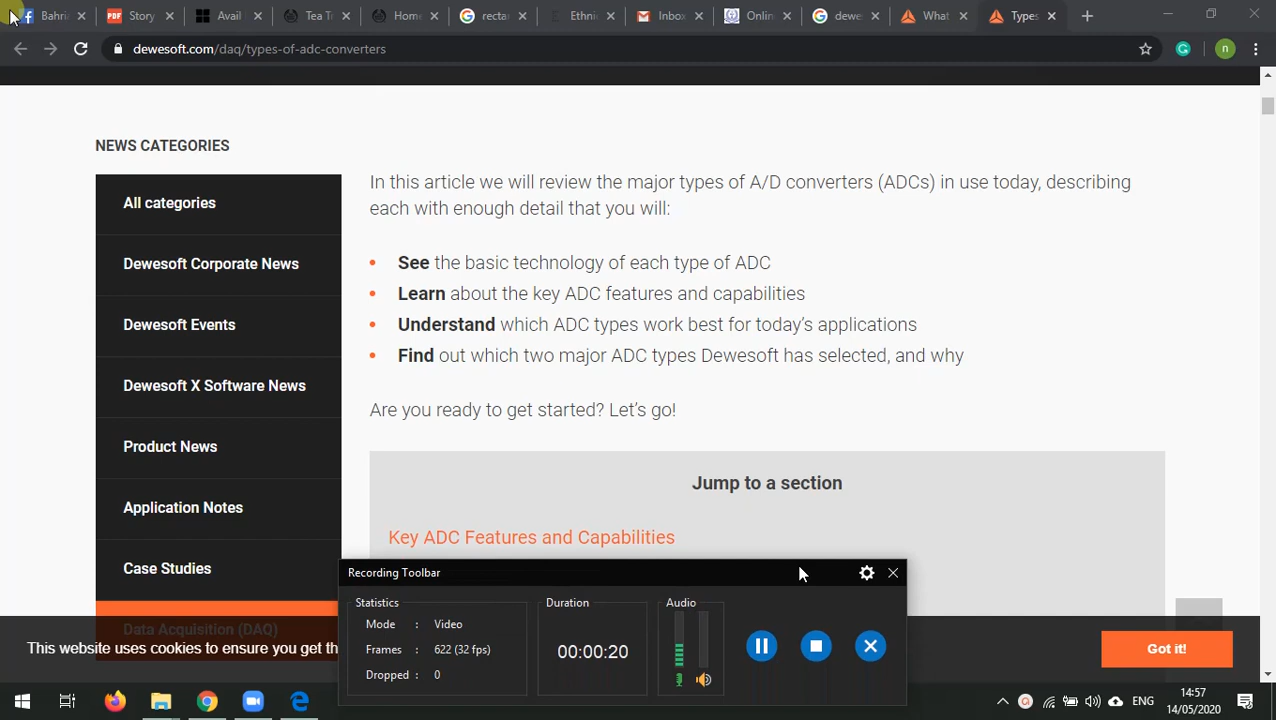 Bahri
Story
Avail
Tea Tr
Home
recta
Ethnic
Inbox
Onlin
dewe
What
Types
dewesoft.com/daq/types-of-adc-converters
n
NEWS CATEGORIES
All categories
Dewesoft Corporate News
Dewesoft Events
Dewesoft X Software News
Product News
Application Notes
Case Studies
Data Acquisition (DAQ)
In this article we will review the major types of A/D converters (ADCs) in use today, describing
each with enough detail that you will:
• See the basic technology of each type of ADC
• Learn about the key ADC features and capabilities
• Understand which ADC types work best for today's applications
• Find out which two major ADC types Dewesoft has selected, and why
Are you ready to get started? Let's go!
Jump to a section
Key ADC Features and Capabilities
This website uses cookies to ensure you get th
Got it!
Recording Toolbar
Statistics
Mode : Video
Frames : 622 (32 fps)
Dropped : 0
Duration
00:00:20
Audio
ENG
14:57
14/05/2020